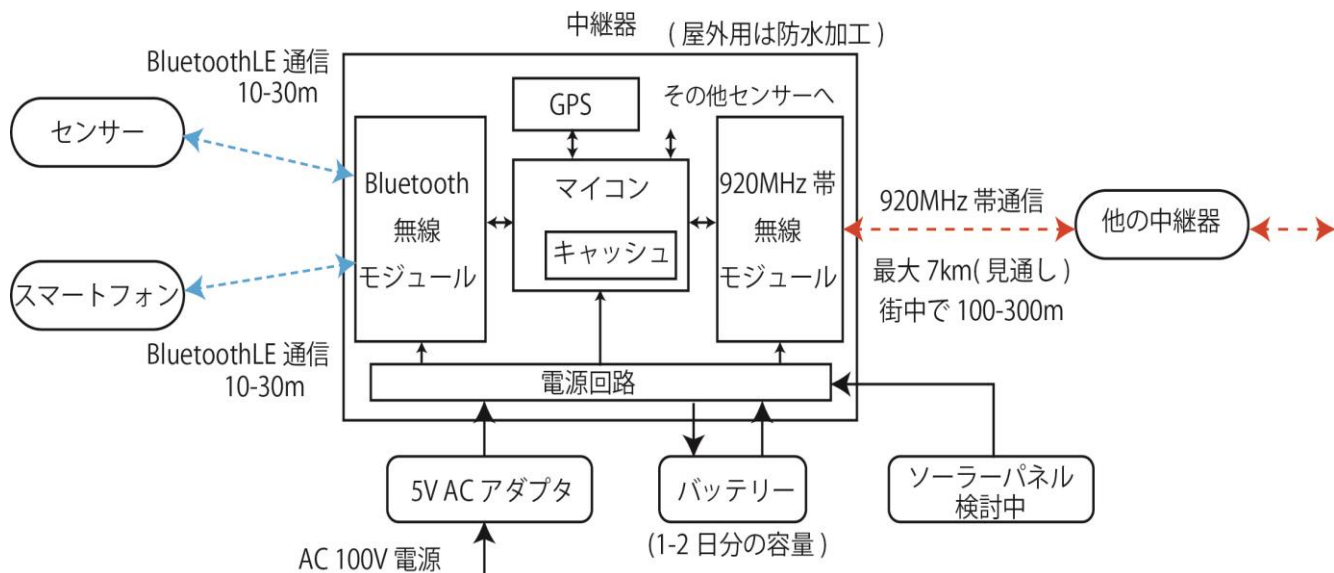 中継器 (屋外用は防水加工)
BluetoothLE 通信
10-30m
センサー
スマートフォン
BluetoothLE 通信
10-30m
GPS
その他センサーへ
Bluetooth
無線
モジュール
マイコン
キャッシュ
920MHz 帯
無線
モジュール
電源回路
920MHz 帯通信
最大 7km(見通し)
街中で 100-300m
他の中継器
5V AC アダプタ
AC 100V 電源
バッテリー
(1-2 日分の容量)
ソーラーパネル
検討中